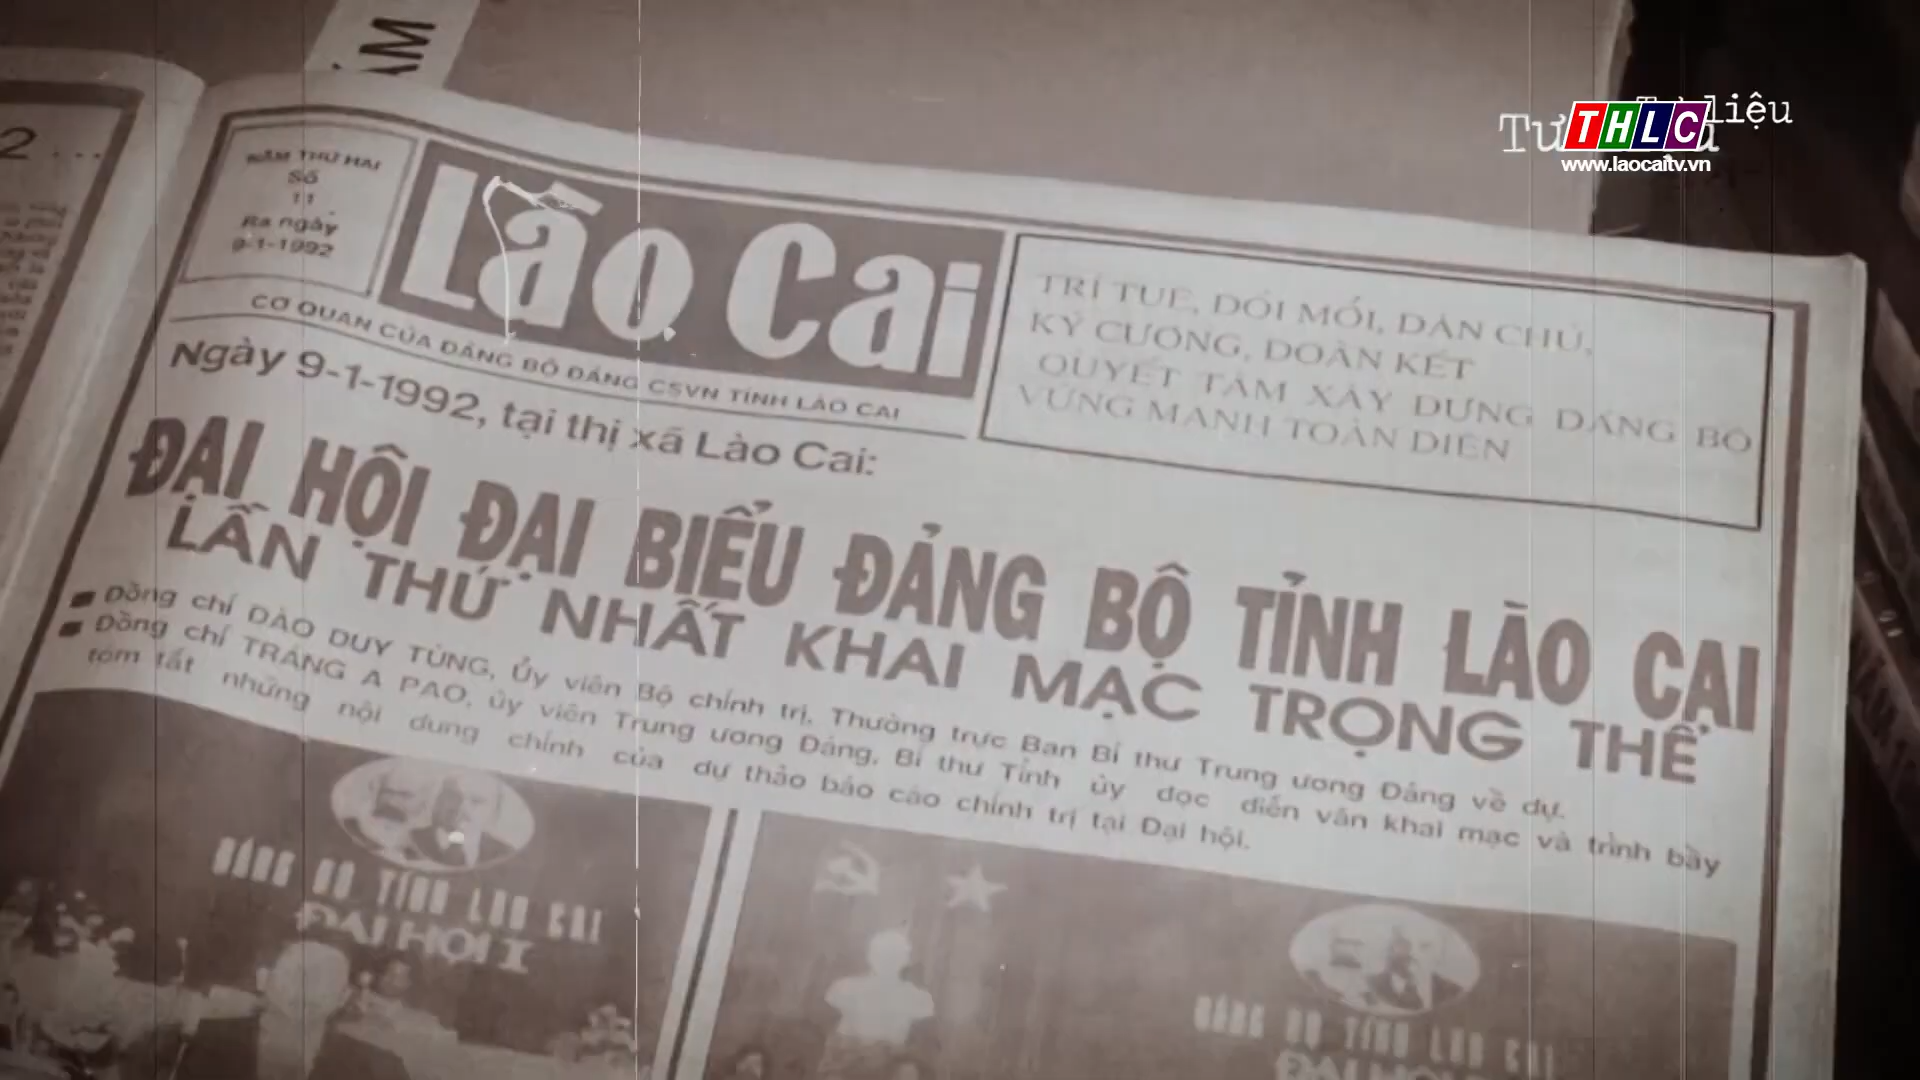 ÁM
2 ...
Tư liệu
THLC
www.laocaitv.vn
NĂM THỨ HAI
Số
11
Ra ngày
9-1-1992
Lào Cai
CƠ QUAN CỦA ĐẢNG BỘ ĐẢNG CSVN TỈNH LÀO CAI
TRÍ TUỆ, ĐỔI MỚI, DÂN CHỦ,
KỶ CƯƠNG, ĐOÀN KẾT
QUYẾT TÂM XÂY DỰNG ĐẢNG BỘ
VỮNG MẠNH TOÀN DIỆN
Ngày 9-1-1992, tại thị xã Lào Cai:
ĐẠI HỘI ĐẠI BIỂU ĐẢNG BỘ TỈNH LÀO CAI
LẦN THỨ NHẤT KHAI MẠC TRỌNG THỂ
Đồng chí ĐÀO DUY TÙNG, Ủy viên Bộ chính trị, Thường trực Ban Bí thư Trung ương Đảng về dự.
Đồng chí TRÁNG A PAO, ủy viên Trung ương Đảng, Bí thư Tỉnh ủy đọc diễn văn khai mạc và trình bầy
tóm tắt những nội dung chính của dự thảo báo cáo chính trị tại Đại hội.
ĐẢNG BỘ TỈNH LÀO CAI
ĐẠI HỘI I
ĐẢNG BỘ TỈNH LÀO CAI
ĐẠI HỘI